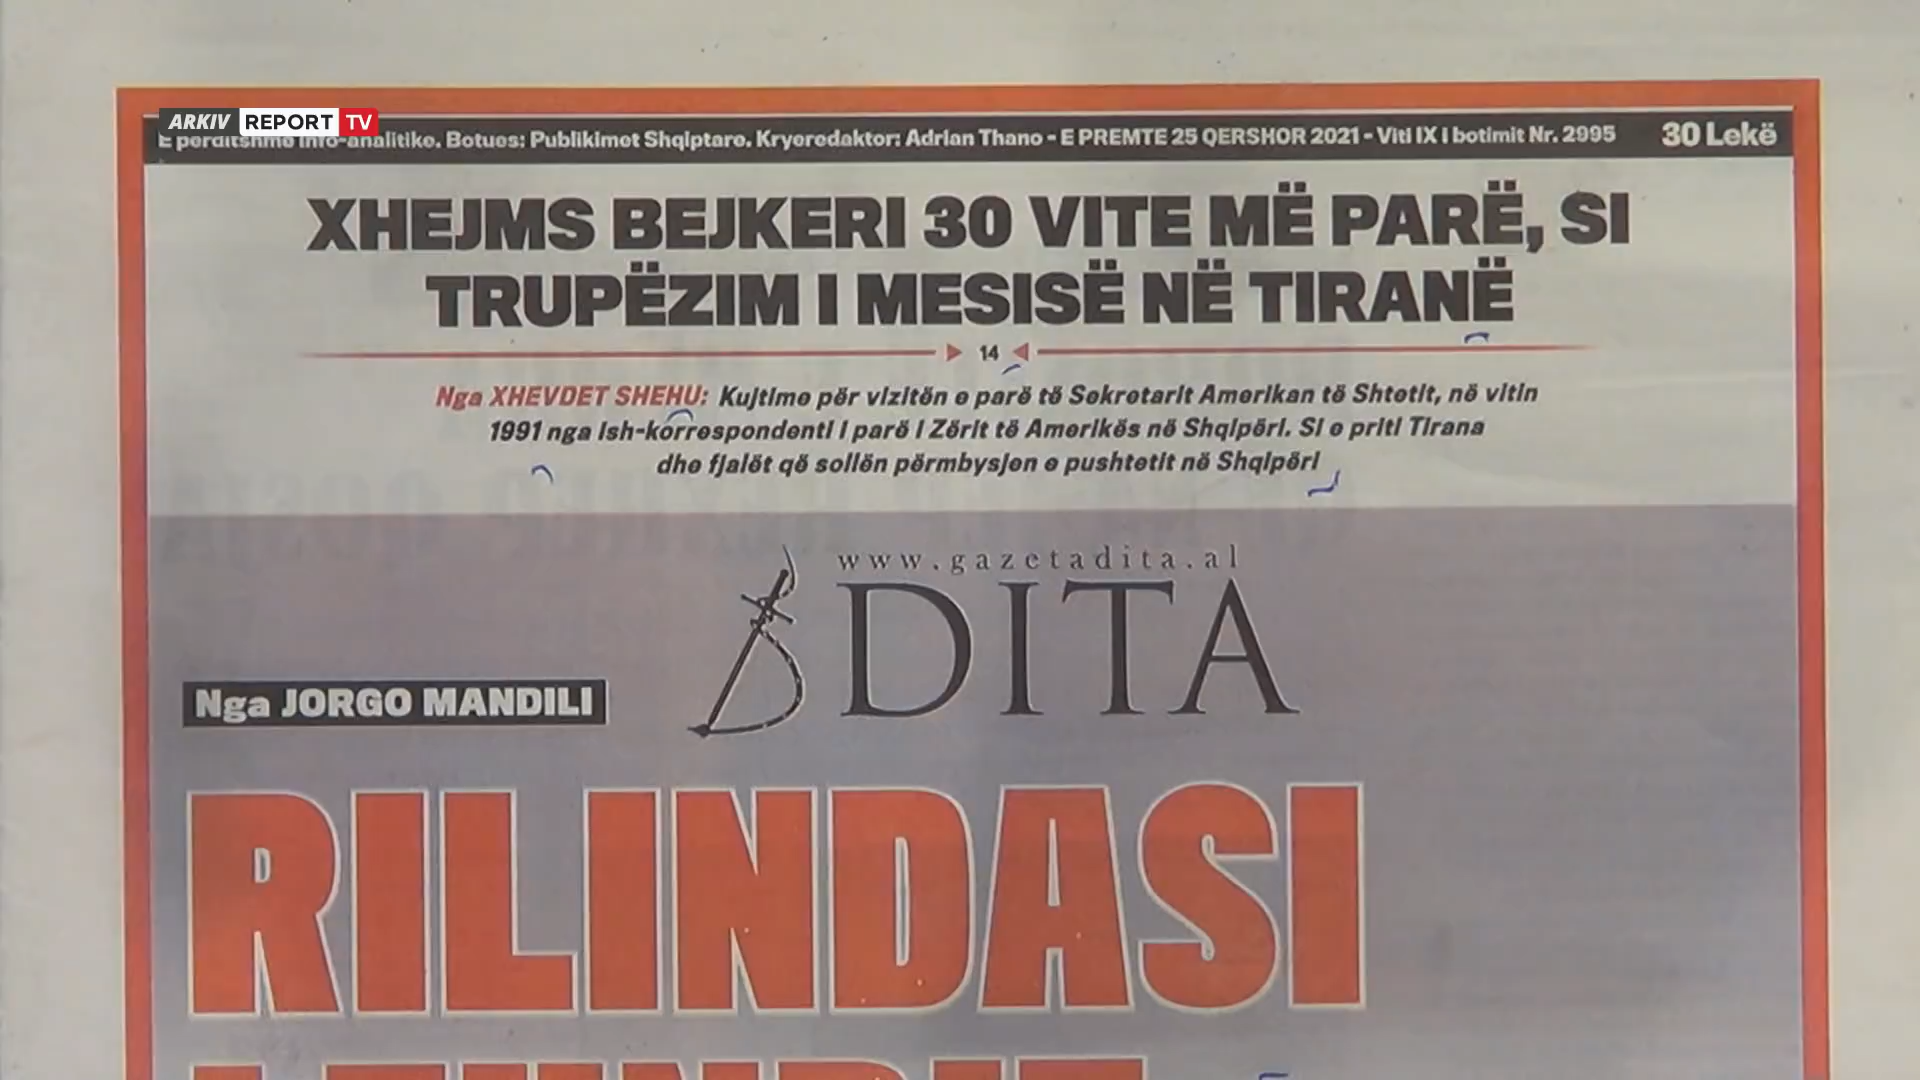 ARKIV REPORT TV
E përditshme info-analitike. Botues: Publikimet Shqiptare. Kryeredaktor: Adrian Thano - E PREMTE 25 QERSHOR 2021 - Viti IX i botimit Nr. 2995 30 Lekë
XHEJMS BEJKERI 30 VITE MË PARË, SI
TRUPËZIM I MESISË NË TIRANË
14
Nga XHEVDET SHEHU: Kujtime për vizitën e parë të Sekretarit Amerikan të Shtetit, në vitin
1991 nga ish-korrespondenti i parë i Zërit të Amerikës në Shqipëri. Si e priti Tirana
dhe fjalët që sollën përmbysjen e pushtetit në Shqipëri
www.gazetadita.al
DITA
Nga JORGO MANDILI
RILINDASI